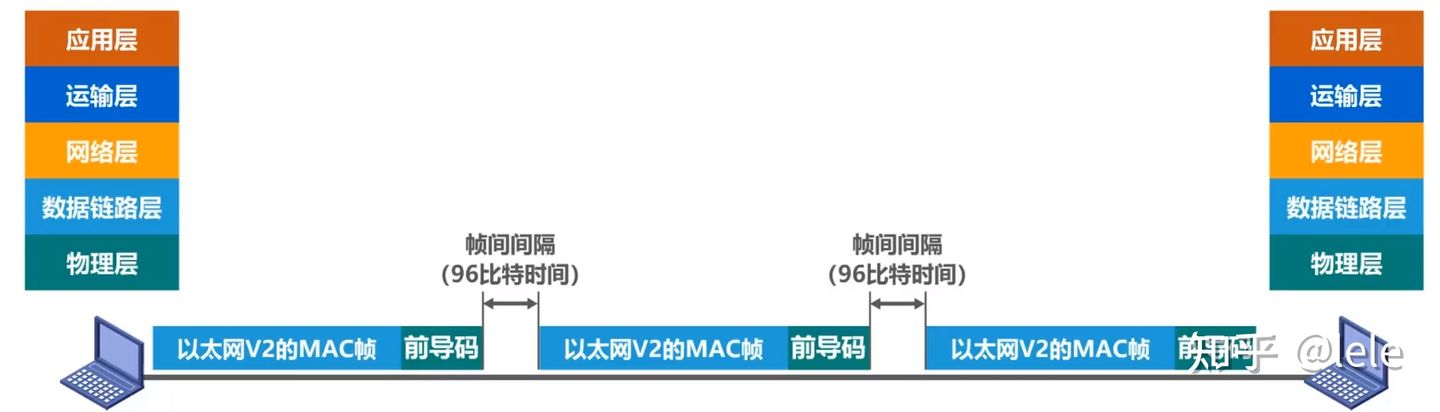 应用层
运输层
网络层
数据链路层
物理层
应用层
运输层
网络层
数据链路层
物理层
帧间间隔
(96比特时间)
帧间间隔
(96比特时间)
以太网V2的MAC帧 前导码 以太网V2的MAC帧 前导码 以太网V2的MAC帧 前导码
知乎 @lele